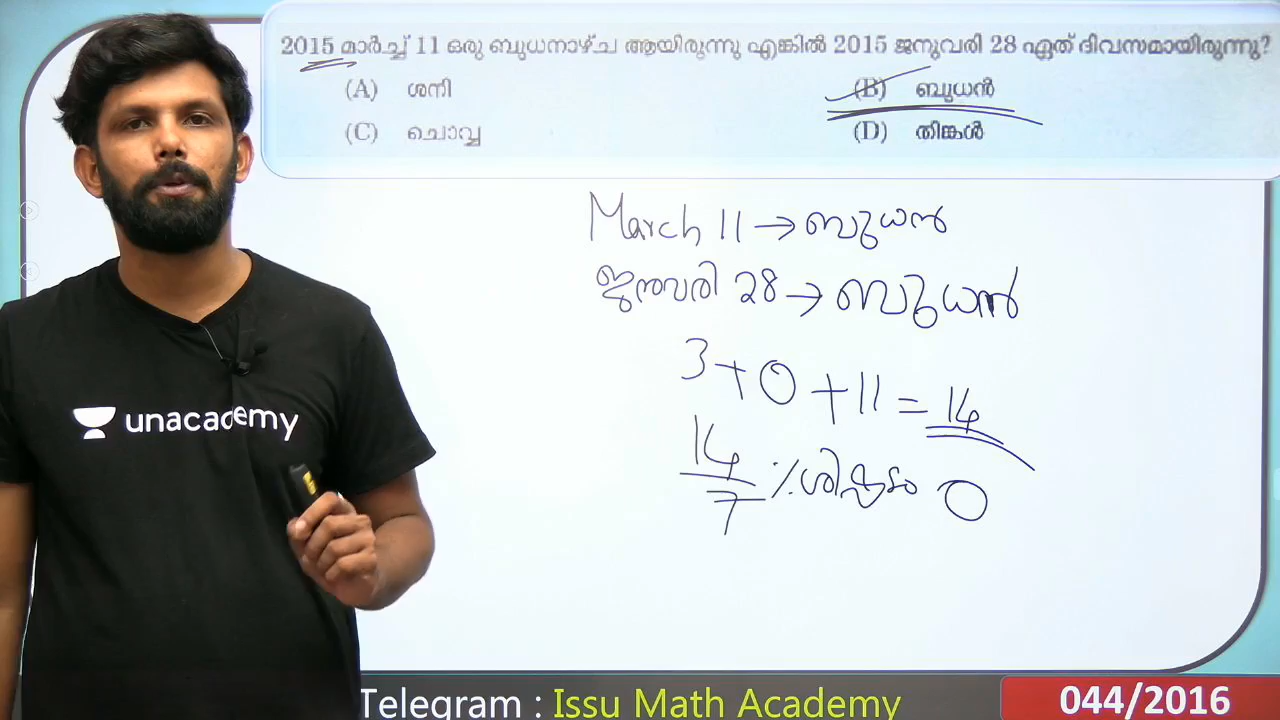 2015 മാർച്ച് 11 ഒരു ബുധനാഴ്ച ആയിരുന്നു എങ്കിൽ 2015 ജനുവരി 28 ഏത് ദിവസമായിരുന്നു?
(A) ശനി (B) ബുധൻ
(C) ചൊവ്വ (D) തിങ്കൾ
March 11 → ബുധൻ
ജനുവരി 28 → ബുധൻ
3 + 0 + 11 = 14
14
7 ശിഷ്ടം 0
unacademy
Telegram : Issu Math Academy
044/2016